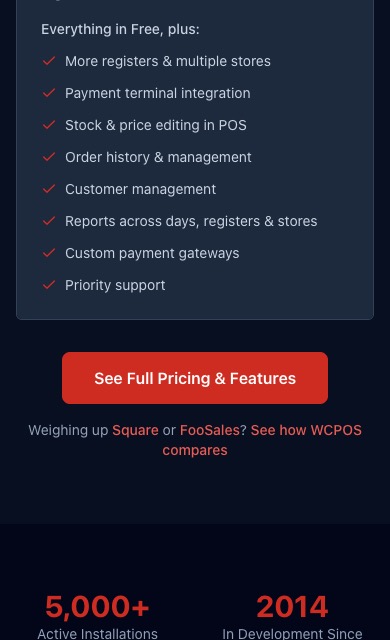 Everything in Free, plus:
More registers & multiple stores
Payment terminal integration
Stock & price editing in POS
Order history & management
Customer management
Reports across days, registers & stores
Custom payment gateways
Priority support
See Full Pricing & Features
Weighing up Square or FooSales? See how WCPOS
compares
5,000+
Active Installations
2014
In Development Since